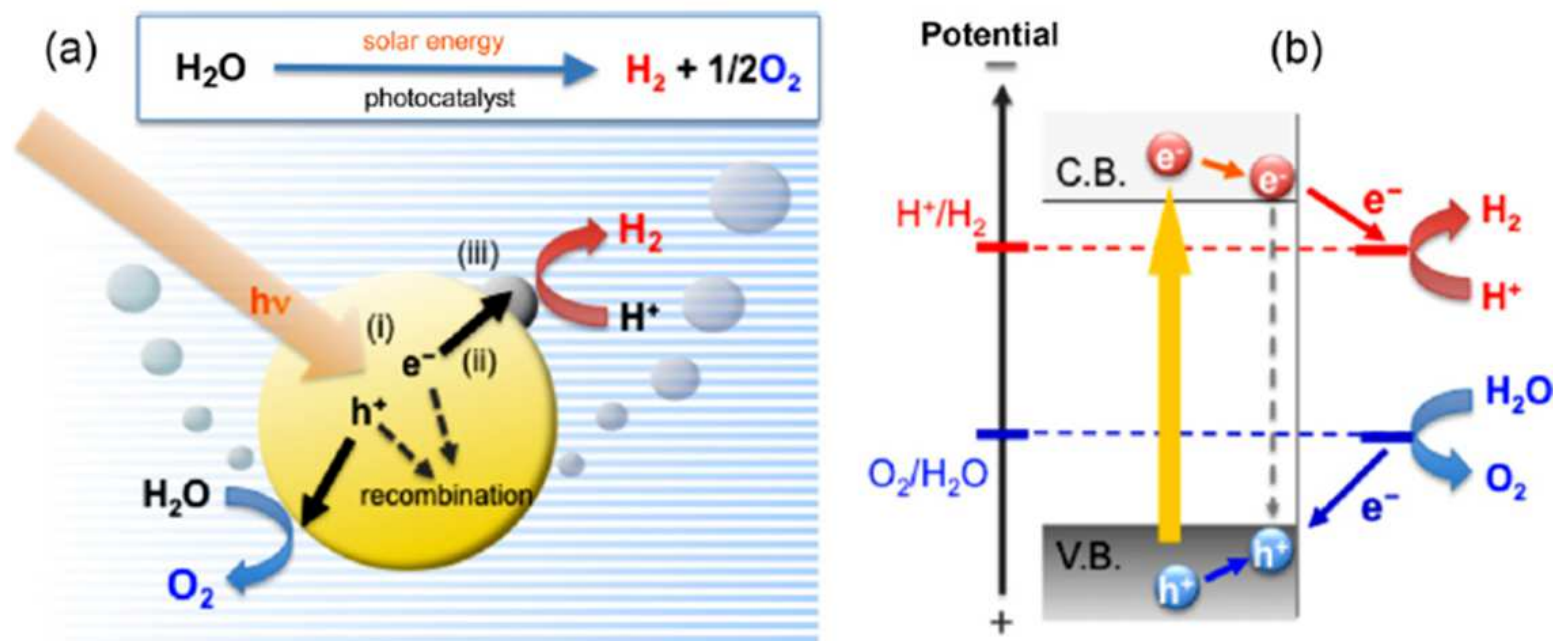 (a)
solar energy
H₂O H₂ + 1/2O₂
photocatalyst
hν
(i)
e⁻
(ii)
(iii)
H₂
H⁺
h⁺
recombination
H₂O
O₂
Potential
(b)
−
C.B.
e⁻
e⁻
e⁻
H⁺/H₂
H₂
H⁺
O₂/H₂O
H₂O
O₂
e⁻
V.B.
h⁺
h⁺
+